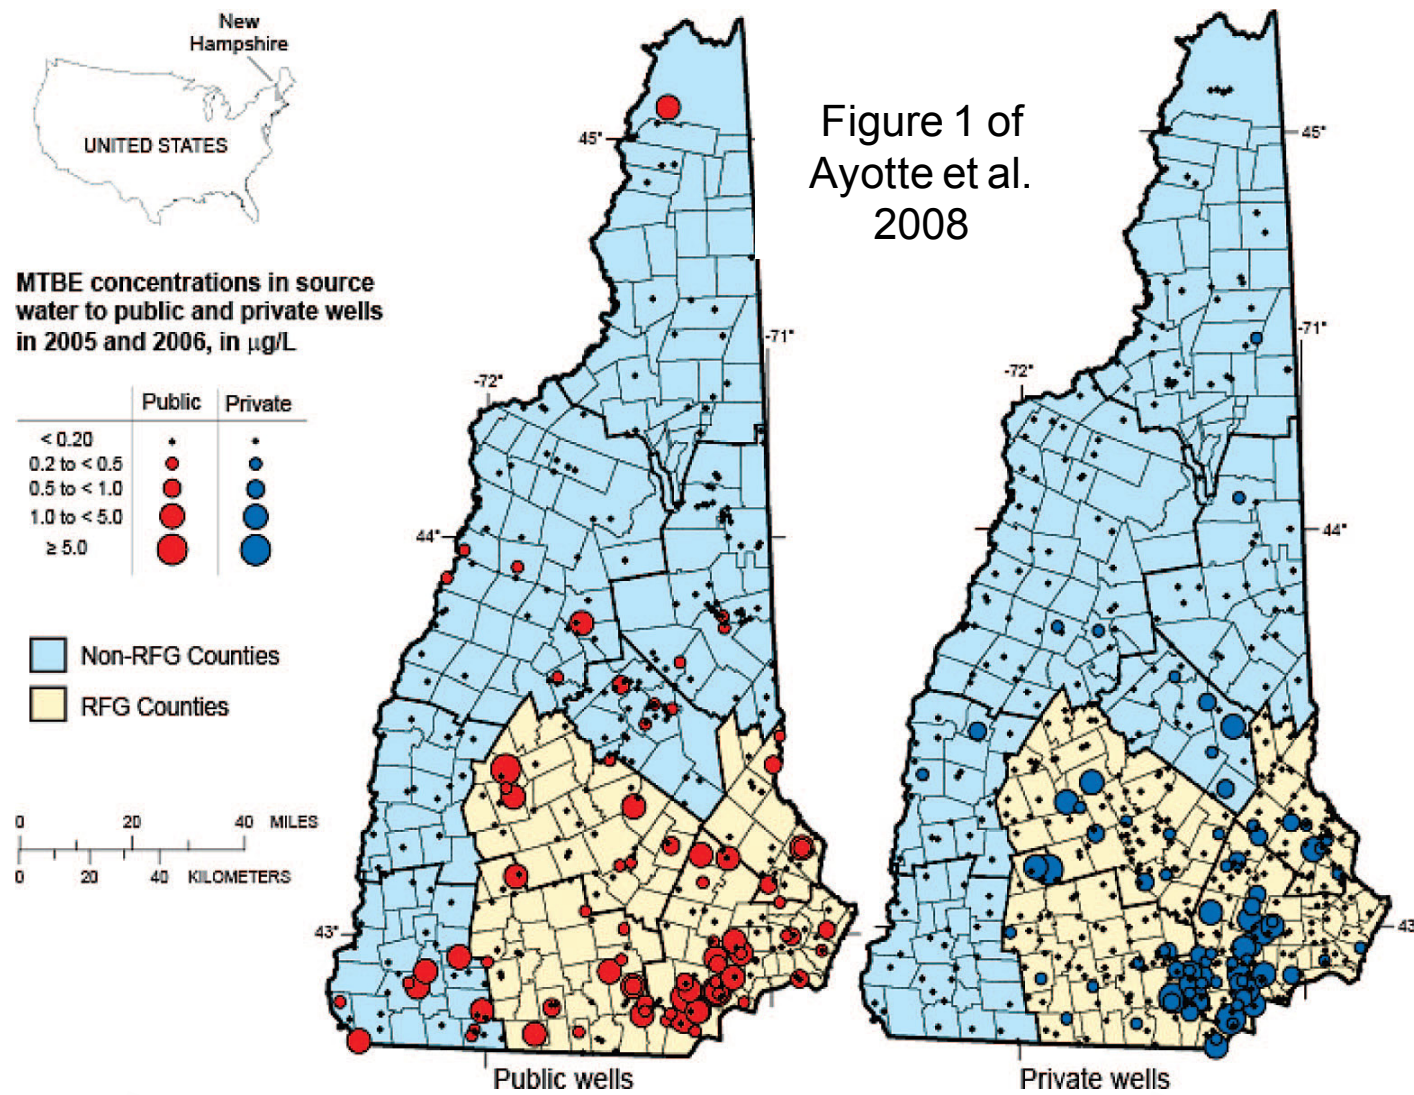 New
Hampshire
UNITED STATES
Figure 1 of
Ayotte et al.
2008
MTBE concentrations in source
water to public and private wells
in 2005 and 2006, in µg/L
Public Private
< 0.20
0.2 to < 0.5
0.5 to < 1.0
1.0 to < 5.0
≥ 5.0
Non-RFG Counties
RFG Counties
0 20 40 MILES
0 20 40 KILOMETERS
45°
-71°
-72°
44°
43°
Public wells
45°
-71°
-72°
44°
43
Private wells